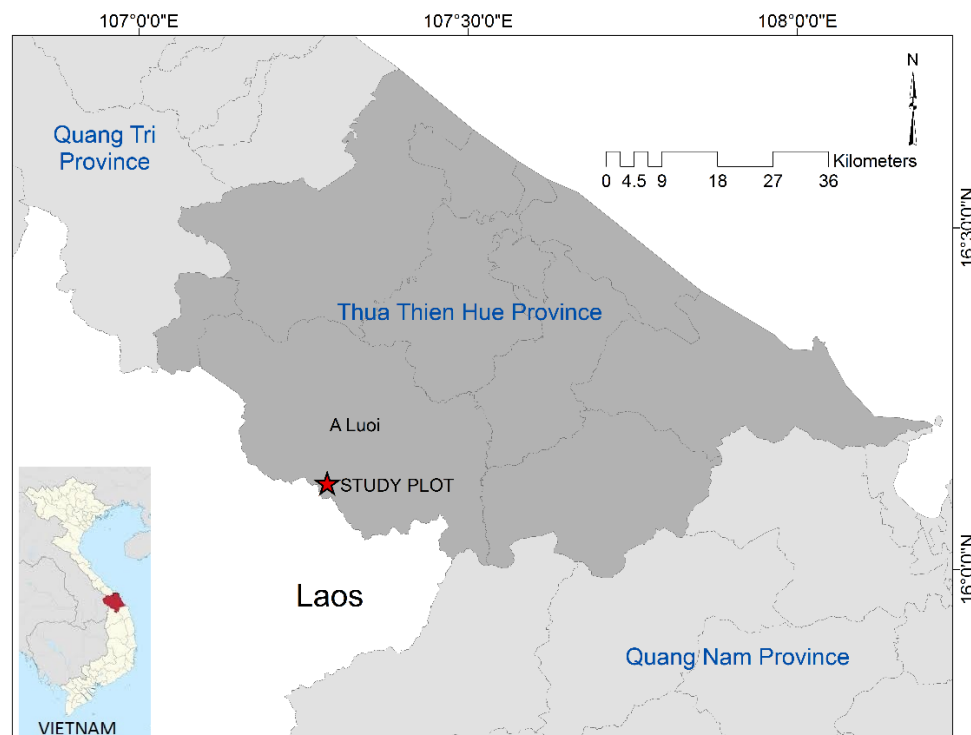 107°0'0"E
107°30'0"E
108°0'0"E
N
Quang Tri
Province
Kilometers
0 4.5 9 18 27 36
16°30'0"N
Thua Thien Hue Province
A Luoi
STUDY PLOT
16°0'0"N
Laos
Quang Nam Province
VIETNAM